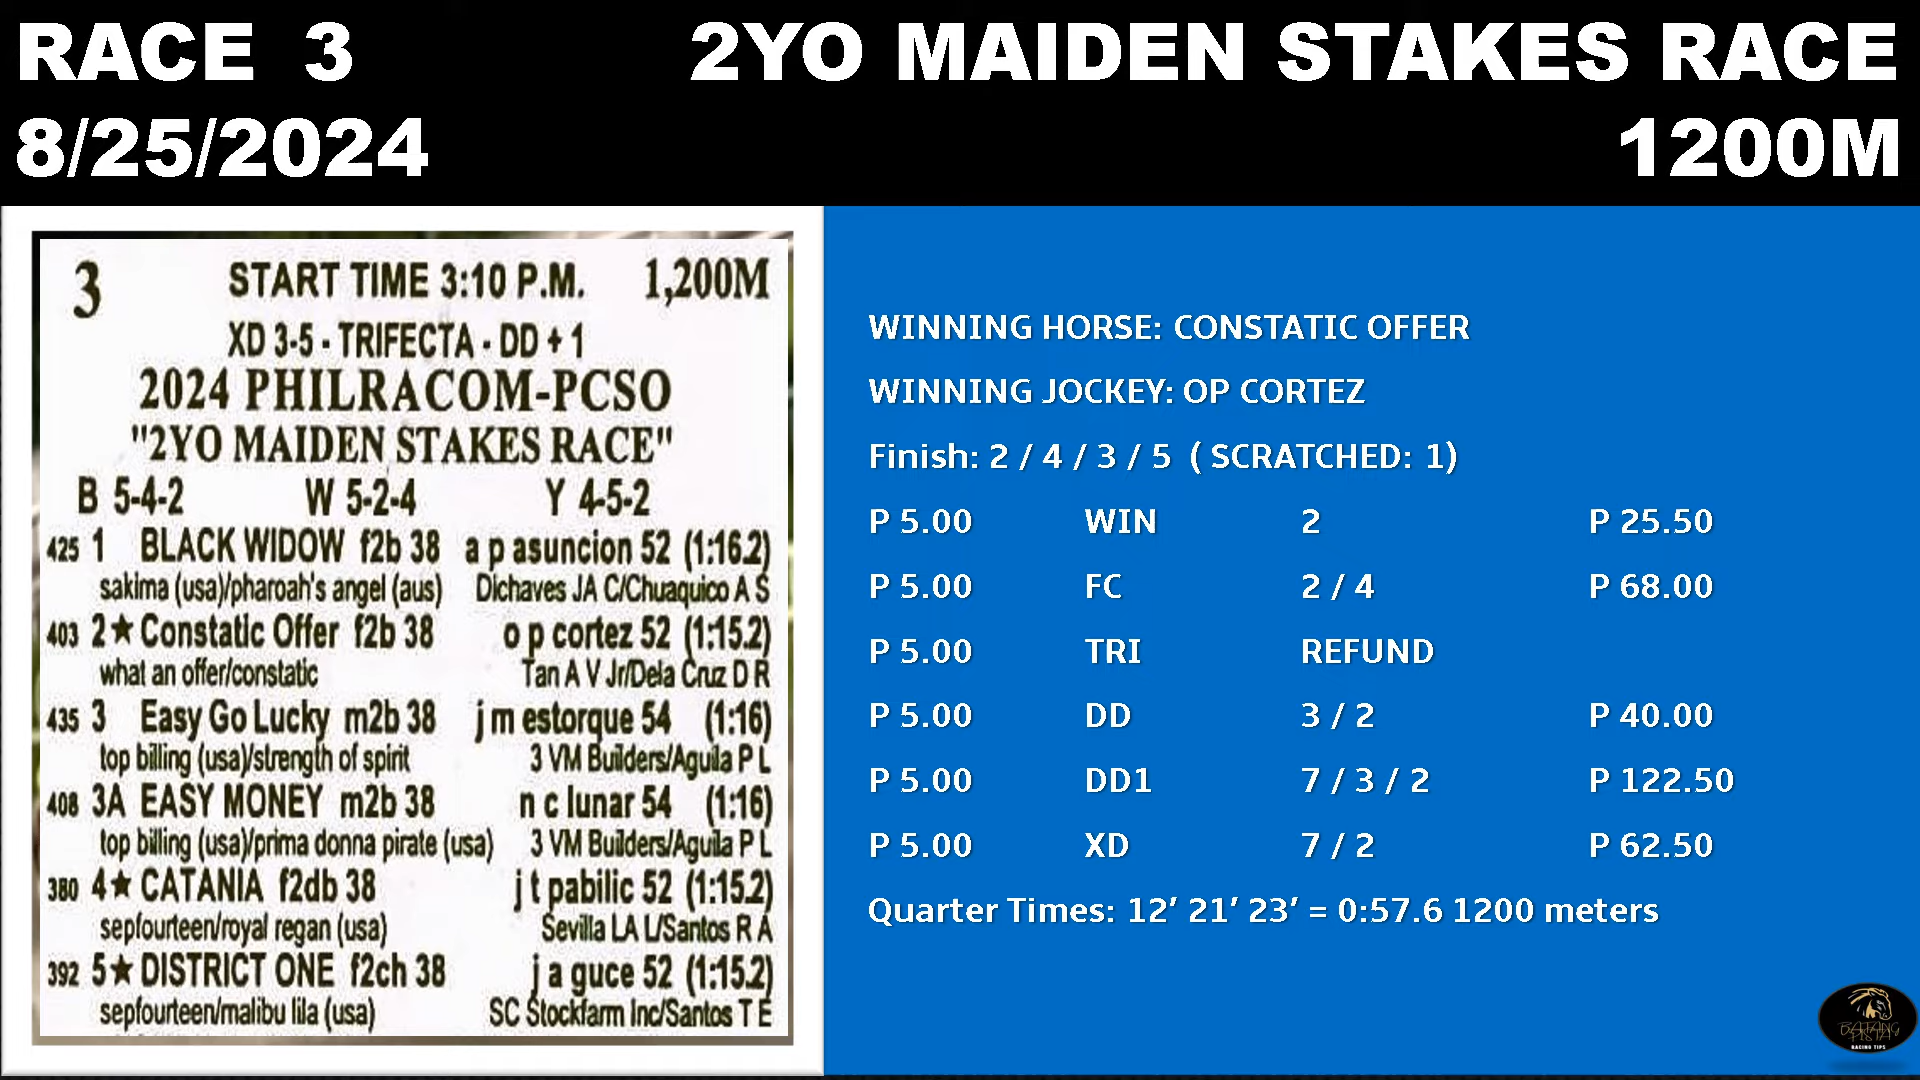 RACE 3
2YO MAIDEN STAKES RACE
8/25/2024
1200M
3 START TIME 3:10 P.M. 1,200M
XD 3-5 - TRIFECTA - DD + 1
2024 PHILRACOM-PCSO
"2YO MAIDEN STAKES RACE"
B 5-4-2 W 5-2-4 Y 4-5-2
425 1 BLACK WIDOW f2b 38 a p asuncion 52 (1:16.2)
sakima (usa)/pharoah's angel (aus) Dichaves JA C/Chuaquico A S
403 2★ Constatic Offer f2b 38 o p cortez 52 (1:15.2)
what an offer/constatic Tan A V Jr/Dela Cruz D R
435 3 Easy Go Lucky m2b 38 j m estorque 54 (1:16)
top billing (usa)/strength of spirit 3 VM Builders/Aguila P L
408 3A EASY MONEY m2b 38 n c lunar 54 (1:16)
top billing (usa)/prima donna pirate (usa) 3 VM Builders/Aguila P L
380 4★ CATANIA f2db 38 j t pabilic 52 (1:15.2)
sepfourteen/royal regan (usa) Sevilla LA L/Santos R A
392 5★ DISTRICT ONE f2ch 38 j a guce 52 (1:15.2)
sepfourteen/malibu lila (usa) SC Stockfarm Inc/Santos T E
WINNING HORSE: CONSTATIC OFFER
WINNING JOCKEY: OP CORTEZ
Finish: 2 / 4 / 3 / 5 ( SCRATCHED: 1)
P 5.00 WIN 2 P 25.50
P 5.00 FC 2 / 4 P 68.00
P 5.00 TRI REFUND
P 5.00 DD 3 / 2 P 40.00
P 5.00 DD1 7 / 3 / 2 P 122.50
P 5.00 XD 7 / 2 P 62.50
Quarter Times: 12’ 21’ 23’ = 0:57.6 1200 meters
BATANG
PISTA
RACING TIPS